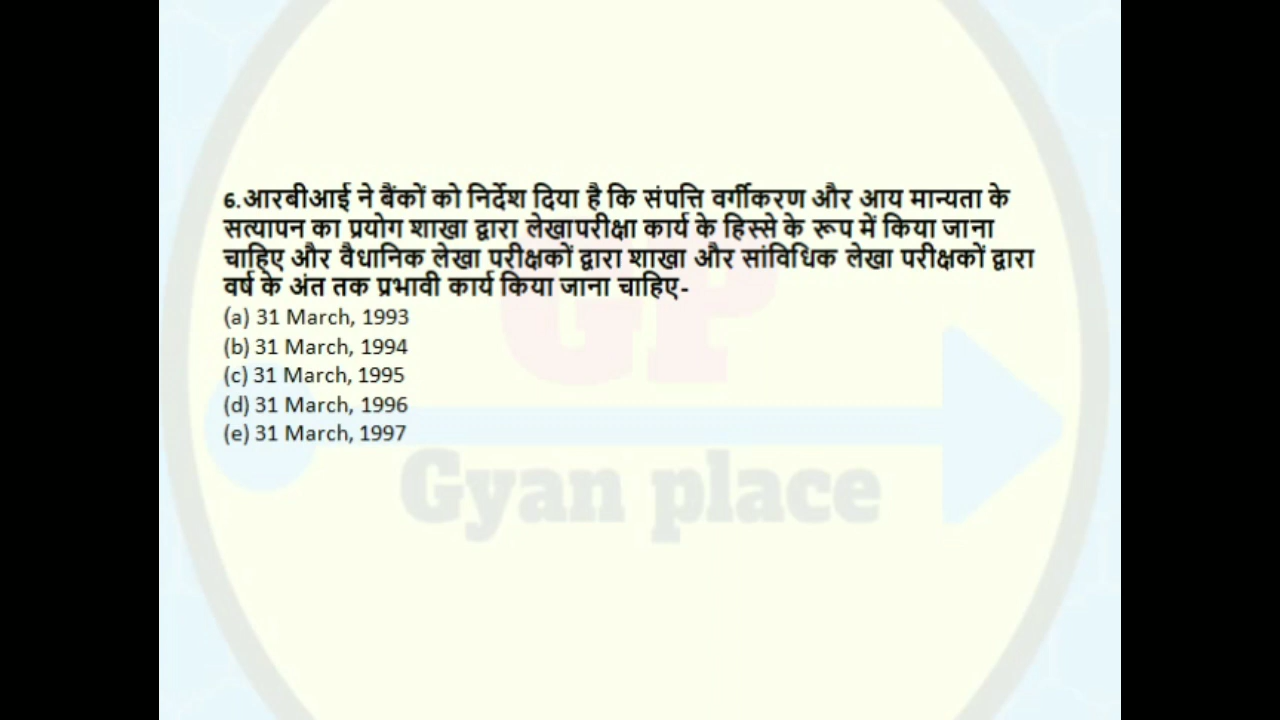 6.आरबीआई ने बैंकों को निर्देश दिया है कि संपत्ति वर्गीकरण और आय मान्यता के
सत्यापन का प्रयोग शाखा द्वारा लेखापरीक्षा कार्य के हिस्से के रूप में किया जाना
चाहिए और वैधानिक लेखा परीक्षकों द्वारा शाखा और सांविधिक लेखा परीक्षकों द्वारा
वर्ष के अंत तक प्रभावी कार्य किया जाना चाहिए-
(a) 31 March, 1993
(b) 31 March, 1994
(c) 31 March, 1995
(d) 31 March, 1996
(e) 31 March, 1997
GP
Gyan place